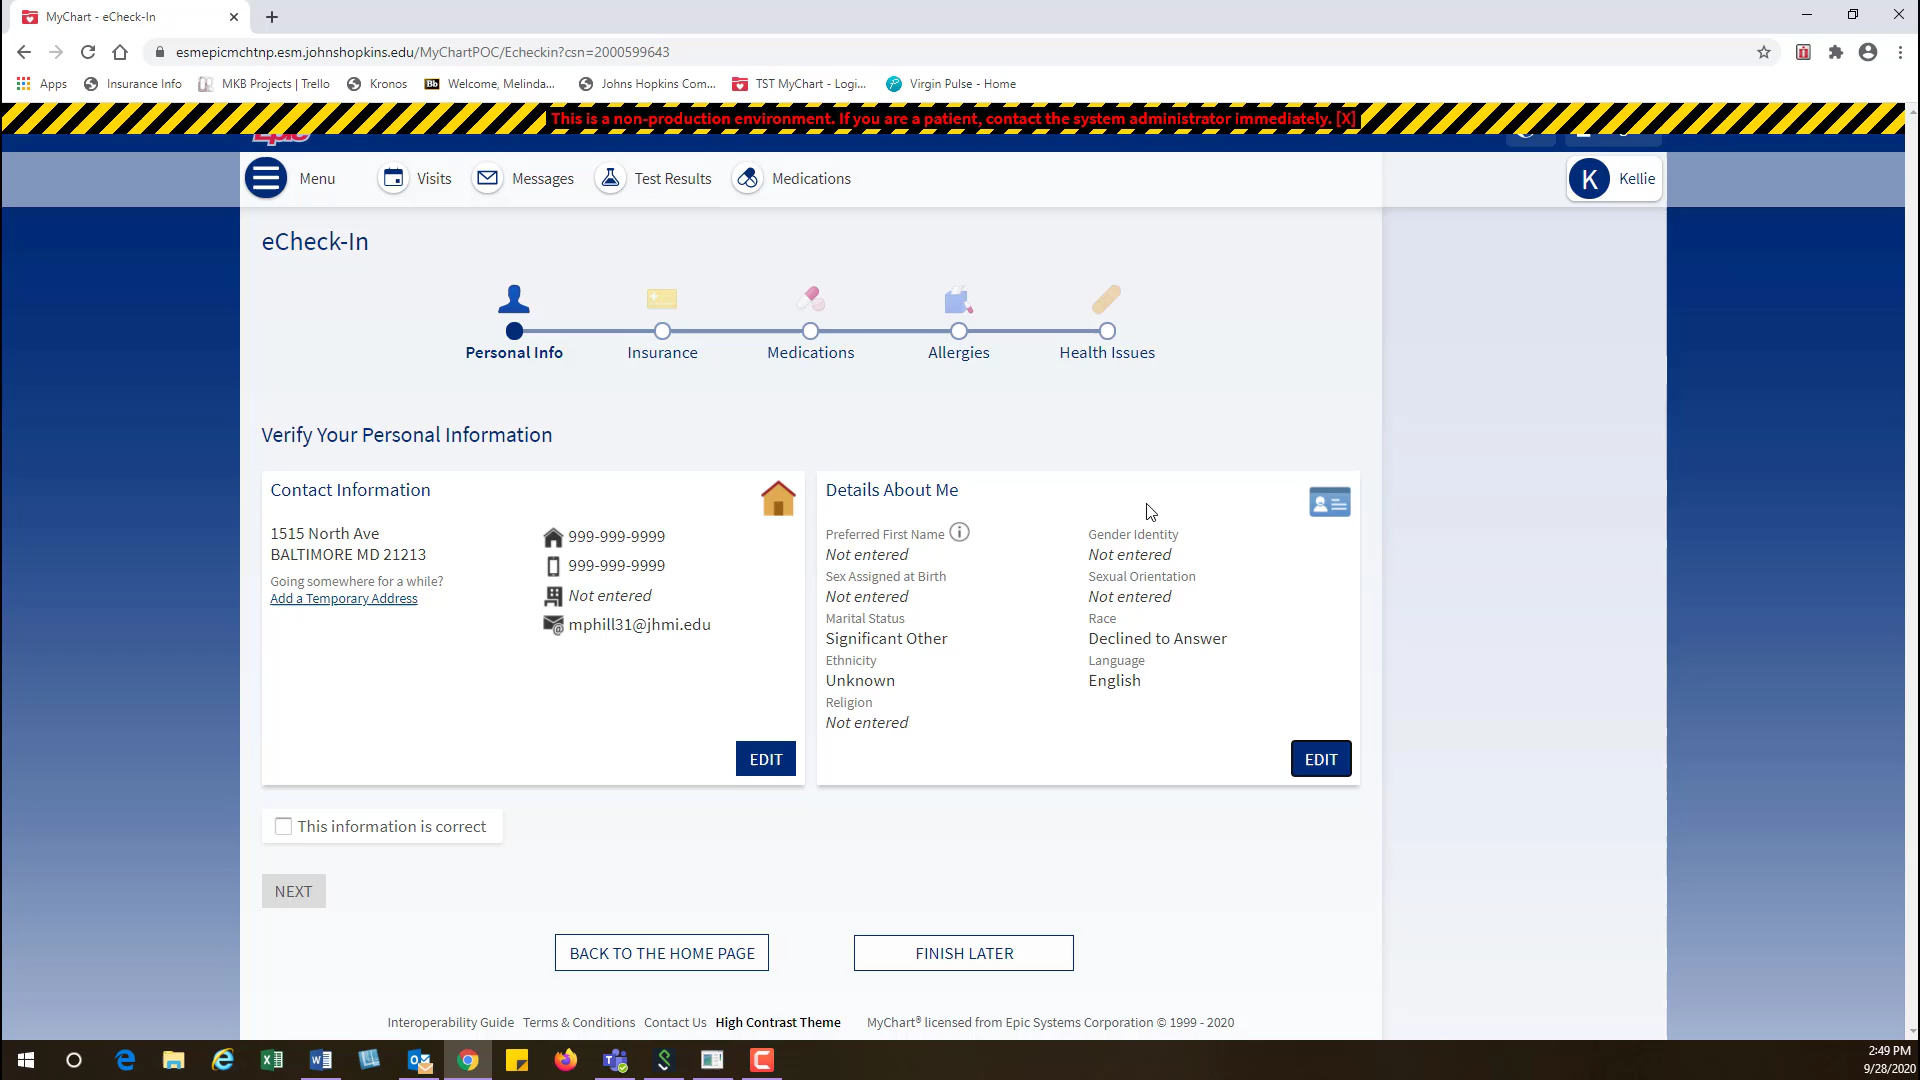 MyChart - eCheck-In
esmepicmchtnp.esm.johnshopkins.edu/MyChartPOC/Echeckin?csn=2000599643
Apps Insurance Info MKB Projects | Trello Kronos Bb Welcome, Melinda... Johns Hopkins Com... TST MyChart - Logi... Virgin Pulse - Home
This is a non-production environment. If you are a patient, contact the system administrator immediately. [X]
Menu Visits Messages Test Results Medications K Kellie
eCheck-In
Personal Info Insurance Medications Allergies Health Issues
Verify Your Personal Information
Contact Information
1515 North Ave
BALTIMORE MD 21213
Going somewhere for a while?
Add a Temporary Address
999-999-9999
999-999-9999
Not entered
mphill31@jhmi.edu
EDIT
Details About Me
Preferred First Name
Not entered
Sex Assigned at Birth
Not entered
Marital Status
Significant Other
Ethnicity
Unknown
Religion
Not entered
Gender Identity
Not entered
Sexual Orientation
Not entered
Race
Declined to Answer
Language
English
EDIT
This information is correct
NEXT
BACK TO THE HOME PAGE FINISH LATER
Interoperability Guide Terms & Conditions Contact Us High Contrast Theme MyChart® licensed from Epic Systems Corporation © 1999 - 2020
2:49 PM
9/28/2020